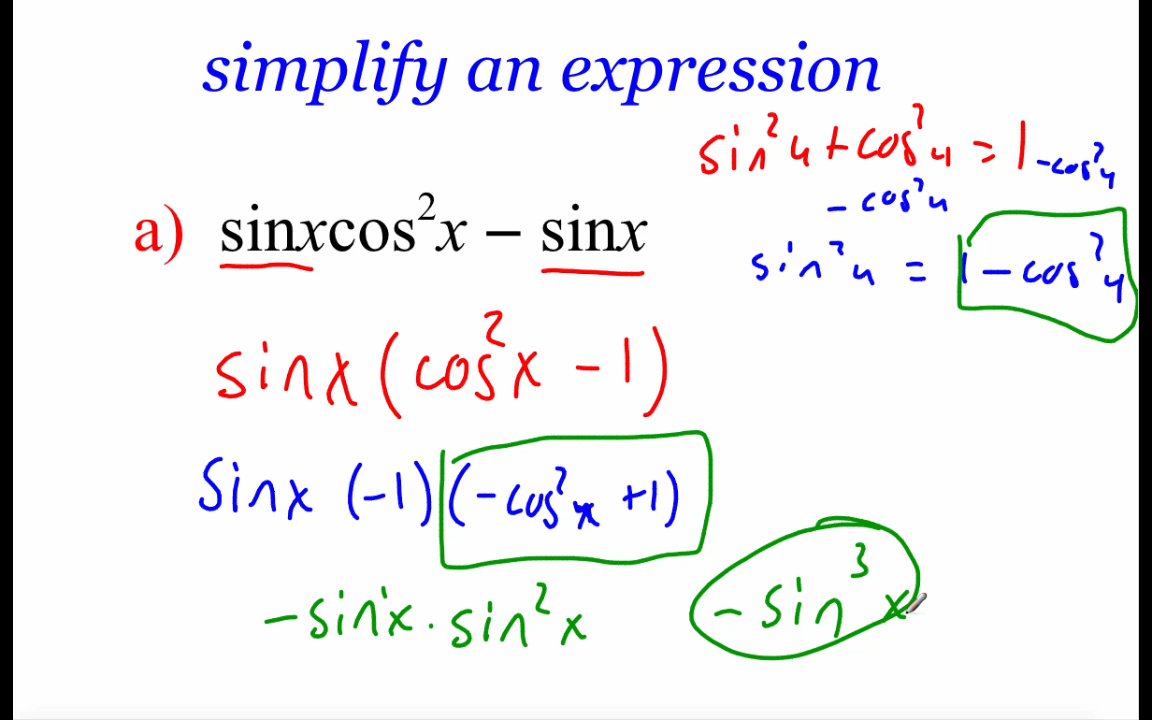 simplify an expression
sin²u + cos²u = 1 -cos²u
- cos²u
a) sinxcos²x − sinx
sin²u = 1 - cos²u
sinx (cos²x - 1)
sinx (-1) (-cos²x +1)
-sin'x · sin²x
-sin³x